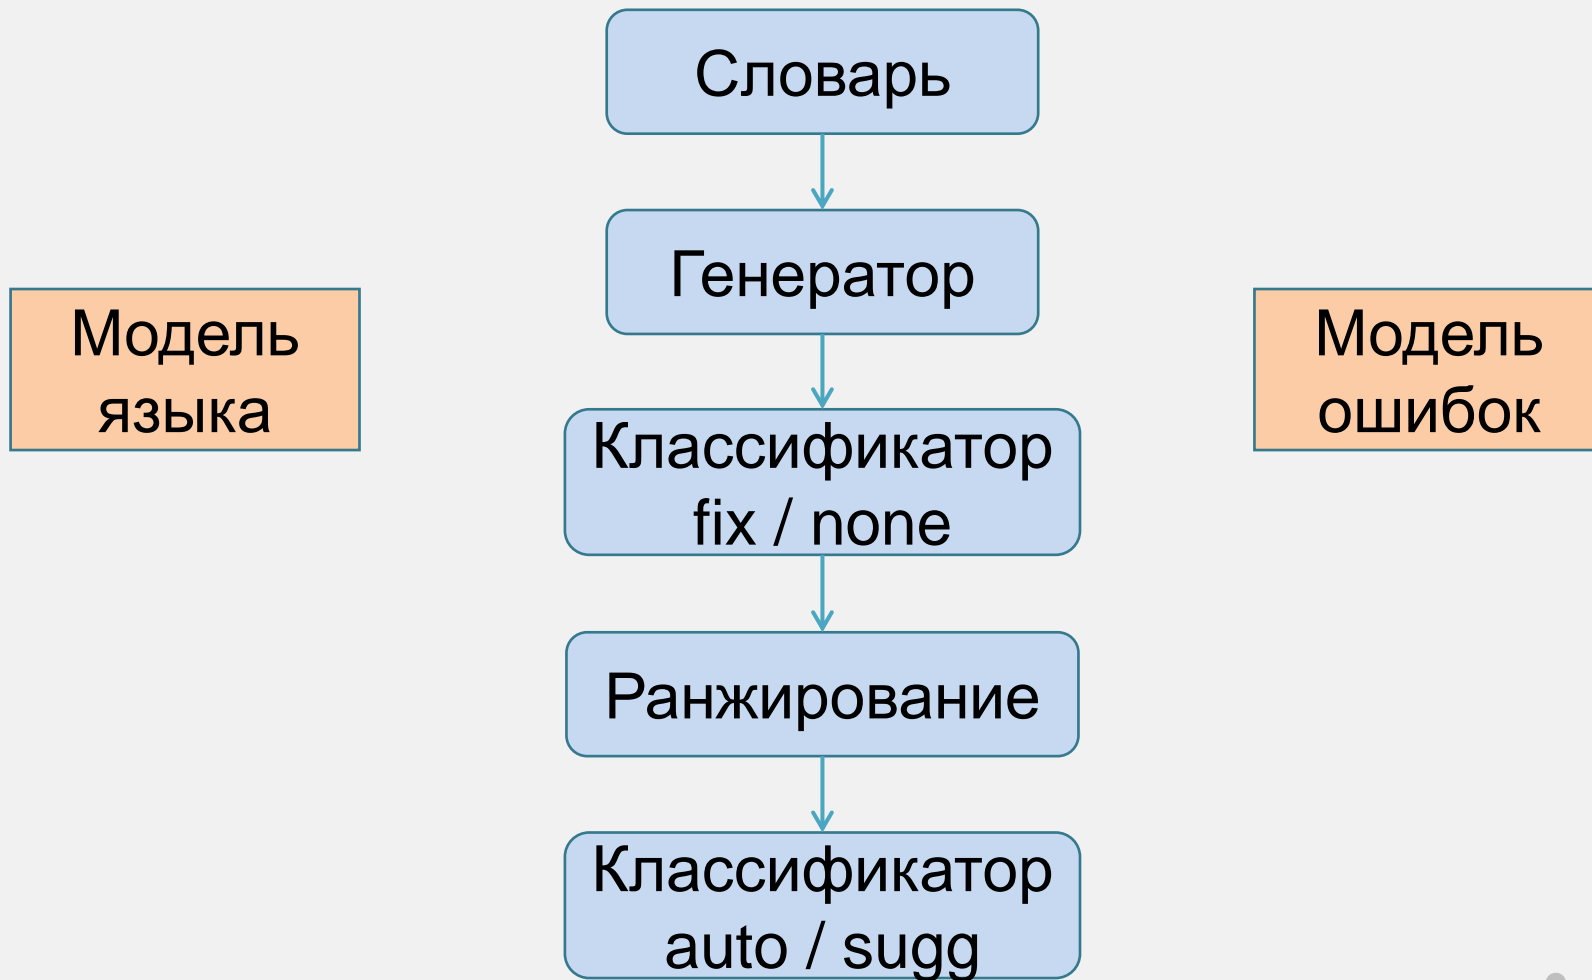 Словарь
Генератор
Модель
языка
Модель
ошибок
Классификатор
fix / none
Ранжирование
Классификатор
auto / sugg